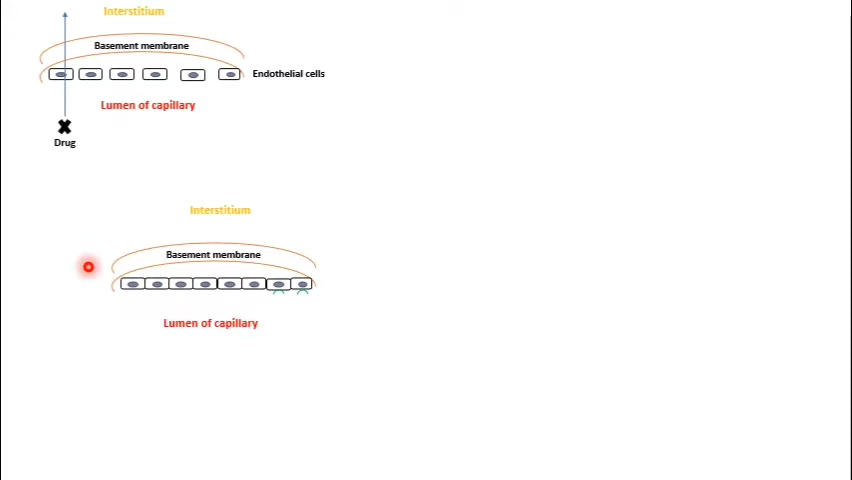 Interstitium
Basement membrane
Endothelial cells
Lumen of capillary
Drug
Interstitium
Basement membrane
Lumen of capillary